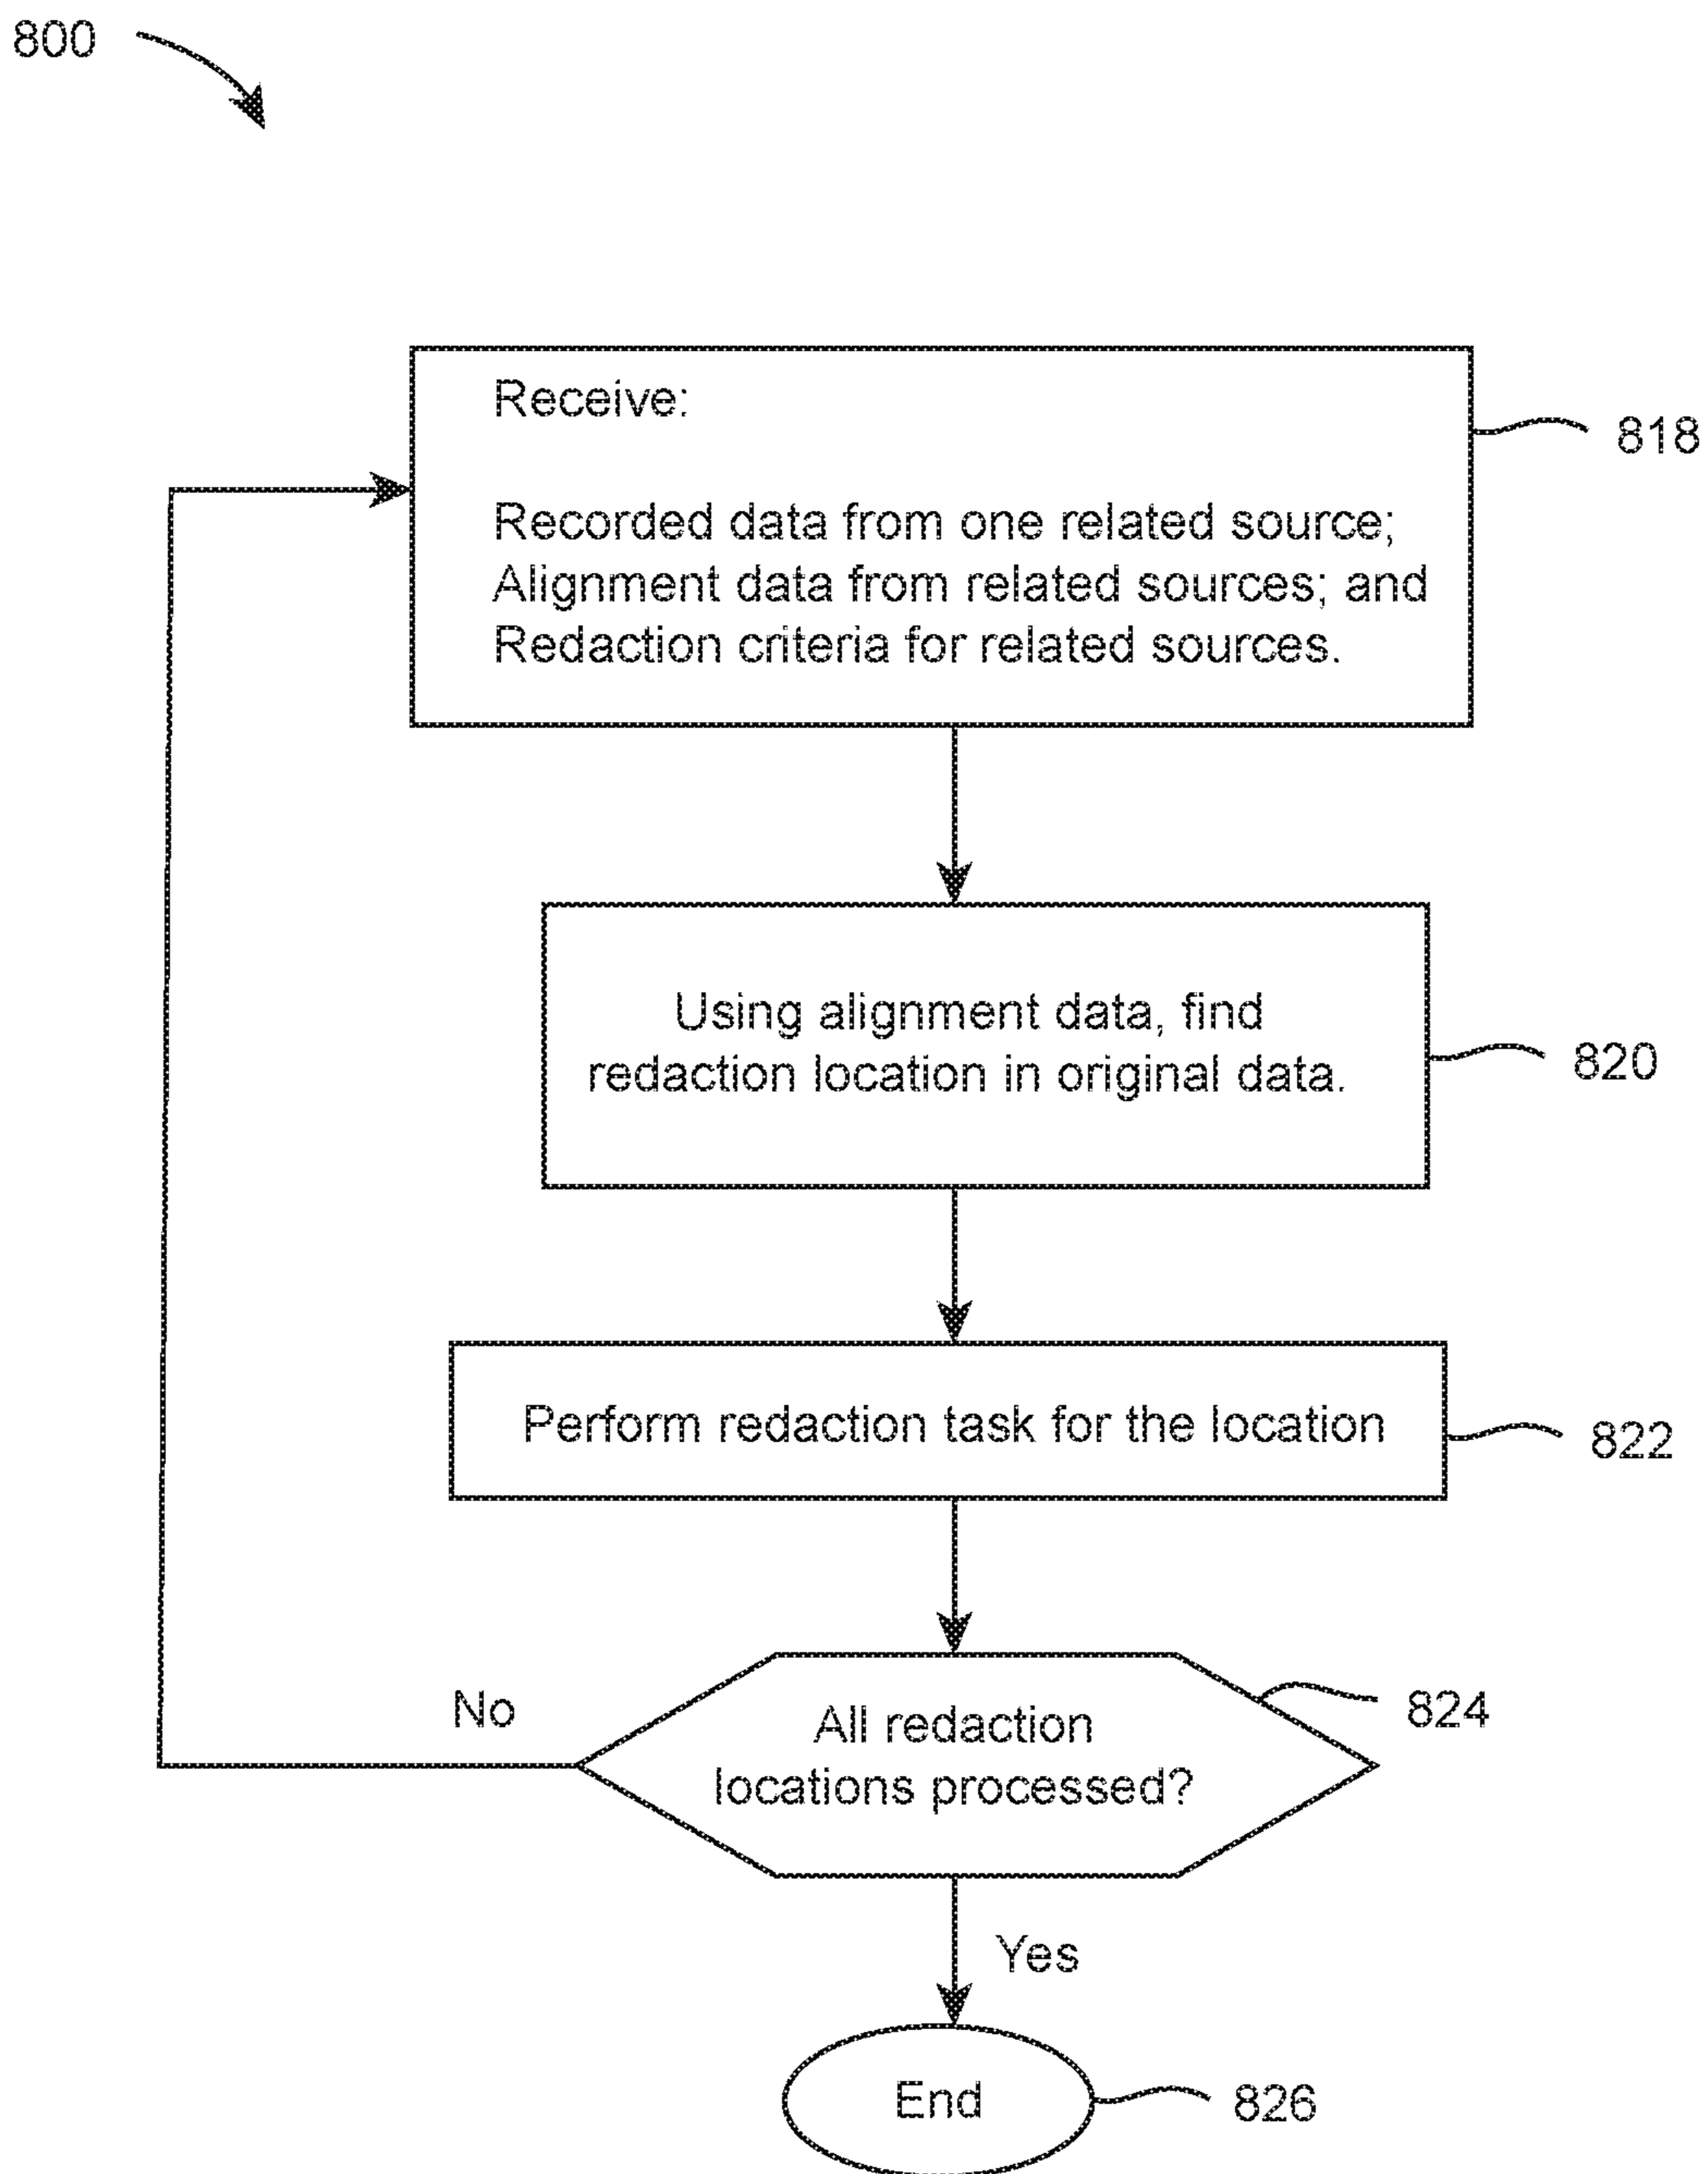 800
Receive:
818
Recorded data from one related source;
Alignment data from related sources; and
Redaction criteria for related sources.
Using alignment data, find
redaction location in original data.
820
Perform redaction task for the location
822
No
All redaction
locations processed?
824
Yes
End
826